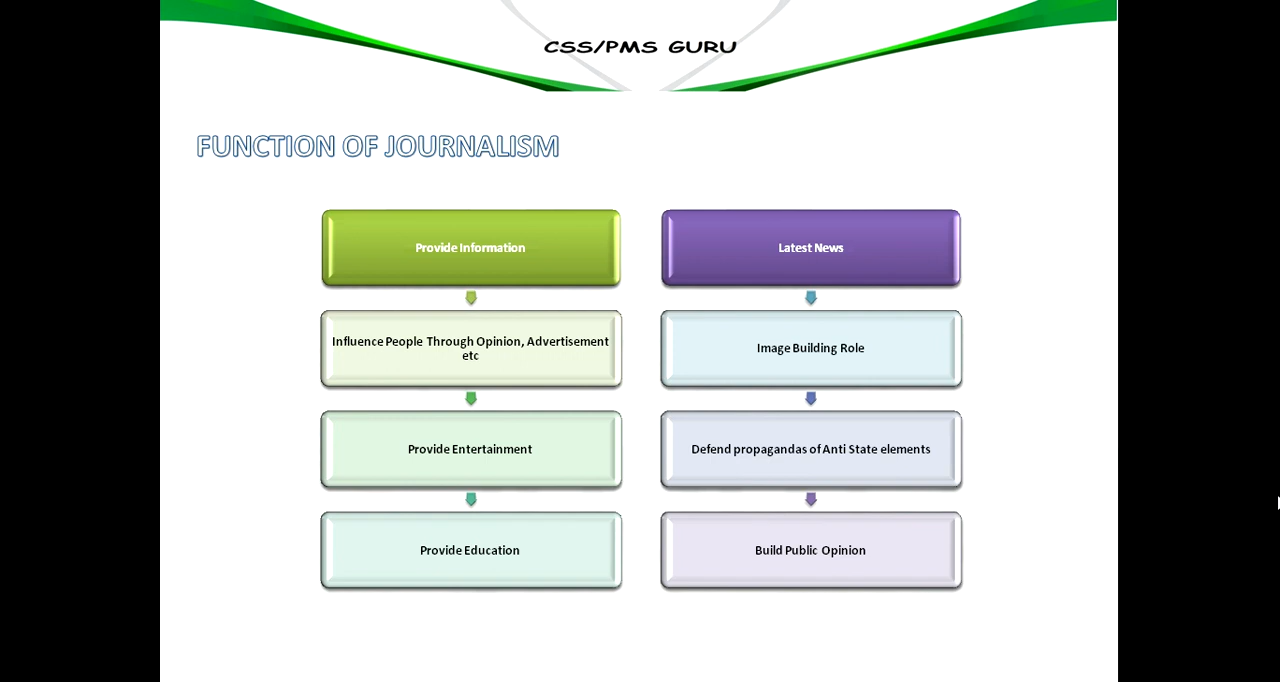 CSS/PMS GURU
FUNCTION OF JOURNALISM
Provide Information
Influence People Through Opinion, Advertisement
etc
Provide Entertainment
Provide Education
Latest News
Image Building Role
Defend propagandas of Anti State elements
Build Public Opinion